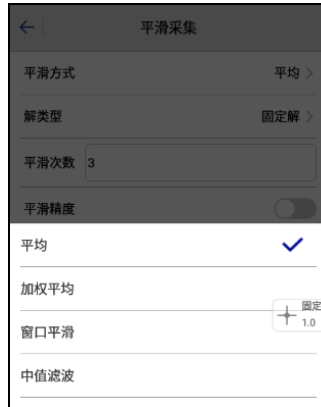 平滑采集
平滑方式 平均
解类型 固定解
平滑次数 3
平滑精度
平均
加权平均
固定
1.0
窗口平滑
中值滤波